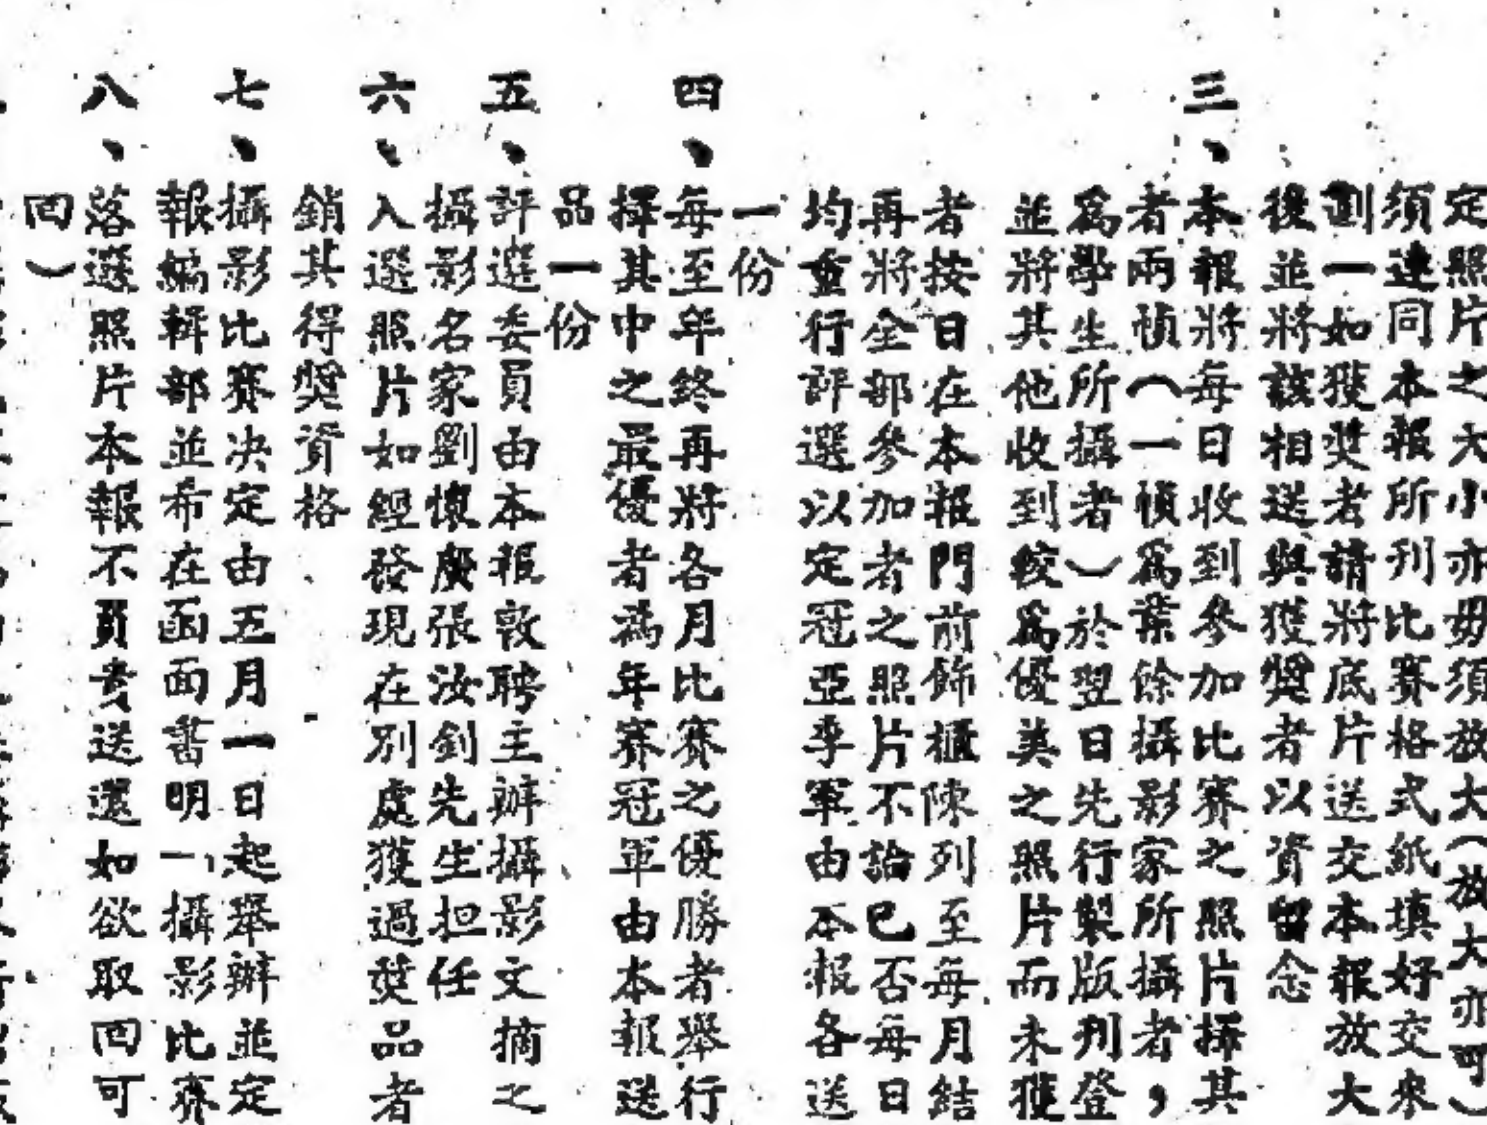 定照片之大小亦毋須放大（放大亦可）
須連同本報所刊比賽格式紙填好交來
劃一如獲獎者請將底片送交本報放大
後並將該相送與獲獎者以資留念
三、本報將每日收到參加比賽之照片擇其
者兩幀（一幀爲業餘攝影家所攝者，
爲學生所攝者）於翌日先行製版刊登
並將其他收到較爲優美之照片而未獲
者按日在本報門前飾櫃陳列至每月結
再將全部參加者之照片不論已否每日
均重行評選以定冠亞季軍由本報各送
一份
四、每至年終再將各月比賽之優勝者舉行
擇其中之最優者爲年賽冠軍由本報送
品一份
五、評選委員由本報敦聘主辦攝影文摘之
攝影名家劉懷廣張汝釗先生担任
六、入選照片如經發現在別處獲過獎品者
銷其得獎資格
七、攝影比賽决定由五月一日起舉辦並定
報編輯部並希在函面書明「攝影比賽
八、落選照片本報不負責送還如欲取回可
回）